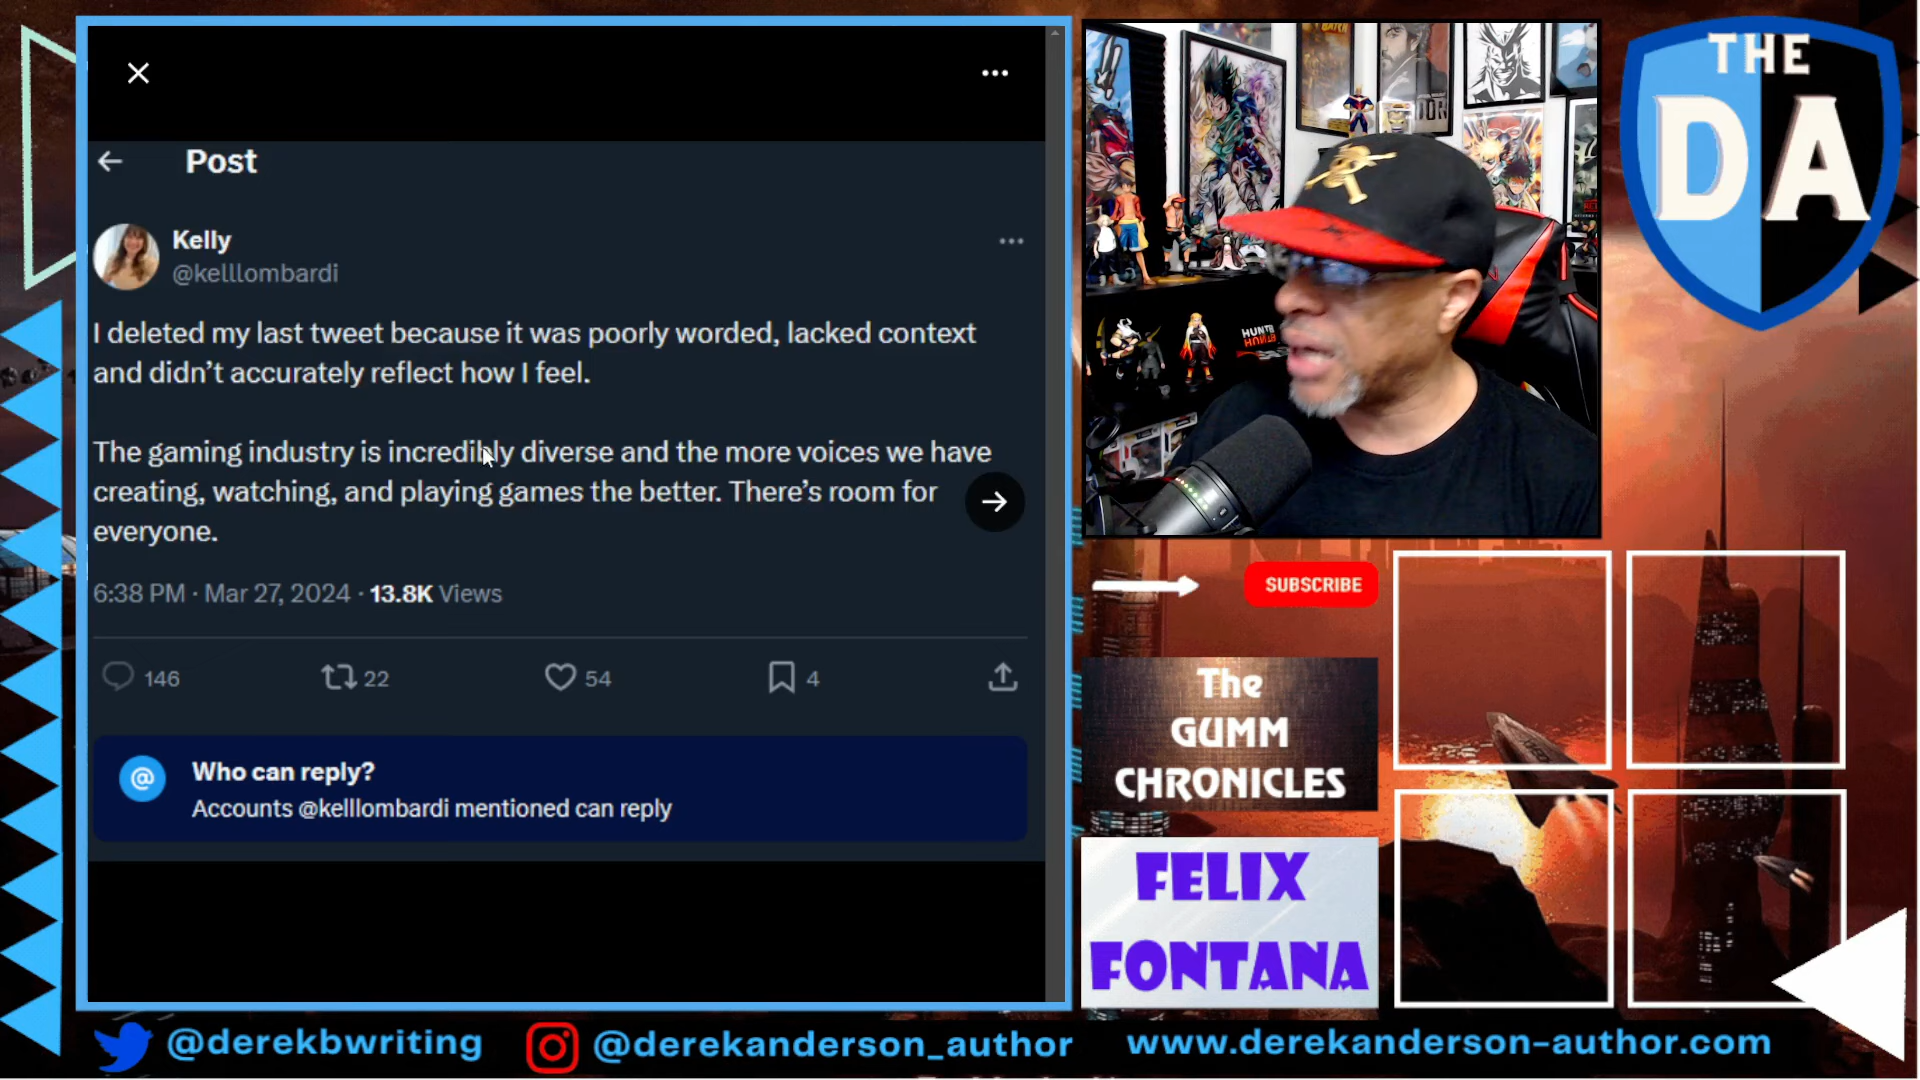 Post
Kelly
@kelllombardi
I deleted my last tweet because it was poorly worded, lacked context
and didn't accurately reflect how I feel.
The gaming industry is incredibly diverse and the more voices we have
creating, watching, and playing games the better. There's room for
everyone.
6:38 PM · Mar 27, 2024 · 13.8K Views
146 22 54 4
@
Who can reply?
Accounts @kelllombardi mentioned can reply
THE
DA
SUBSCRIBE
The
GUMM
CHRONICLES
FELIX
FONTANA
@derekbwriting
@derekanderson_author
www.derekanderson-author.com